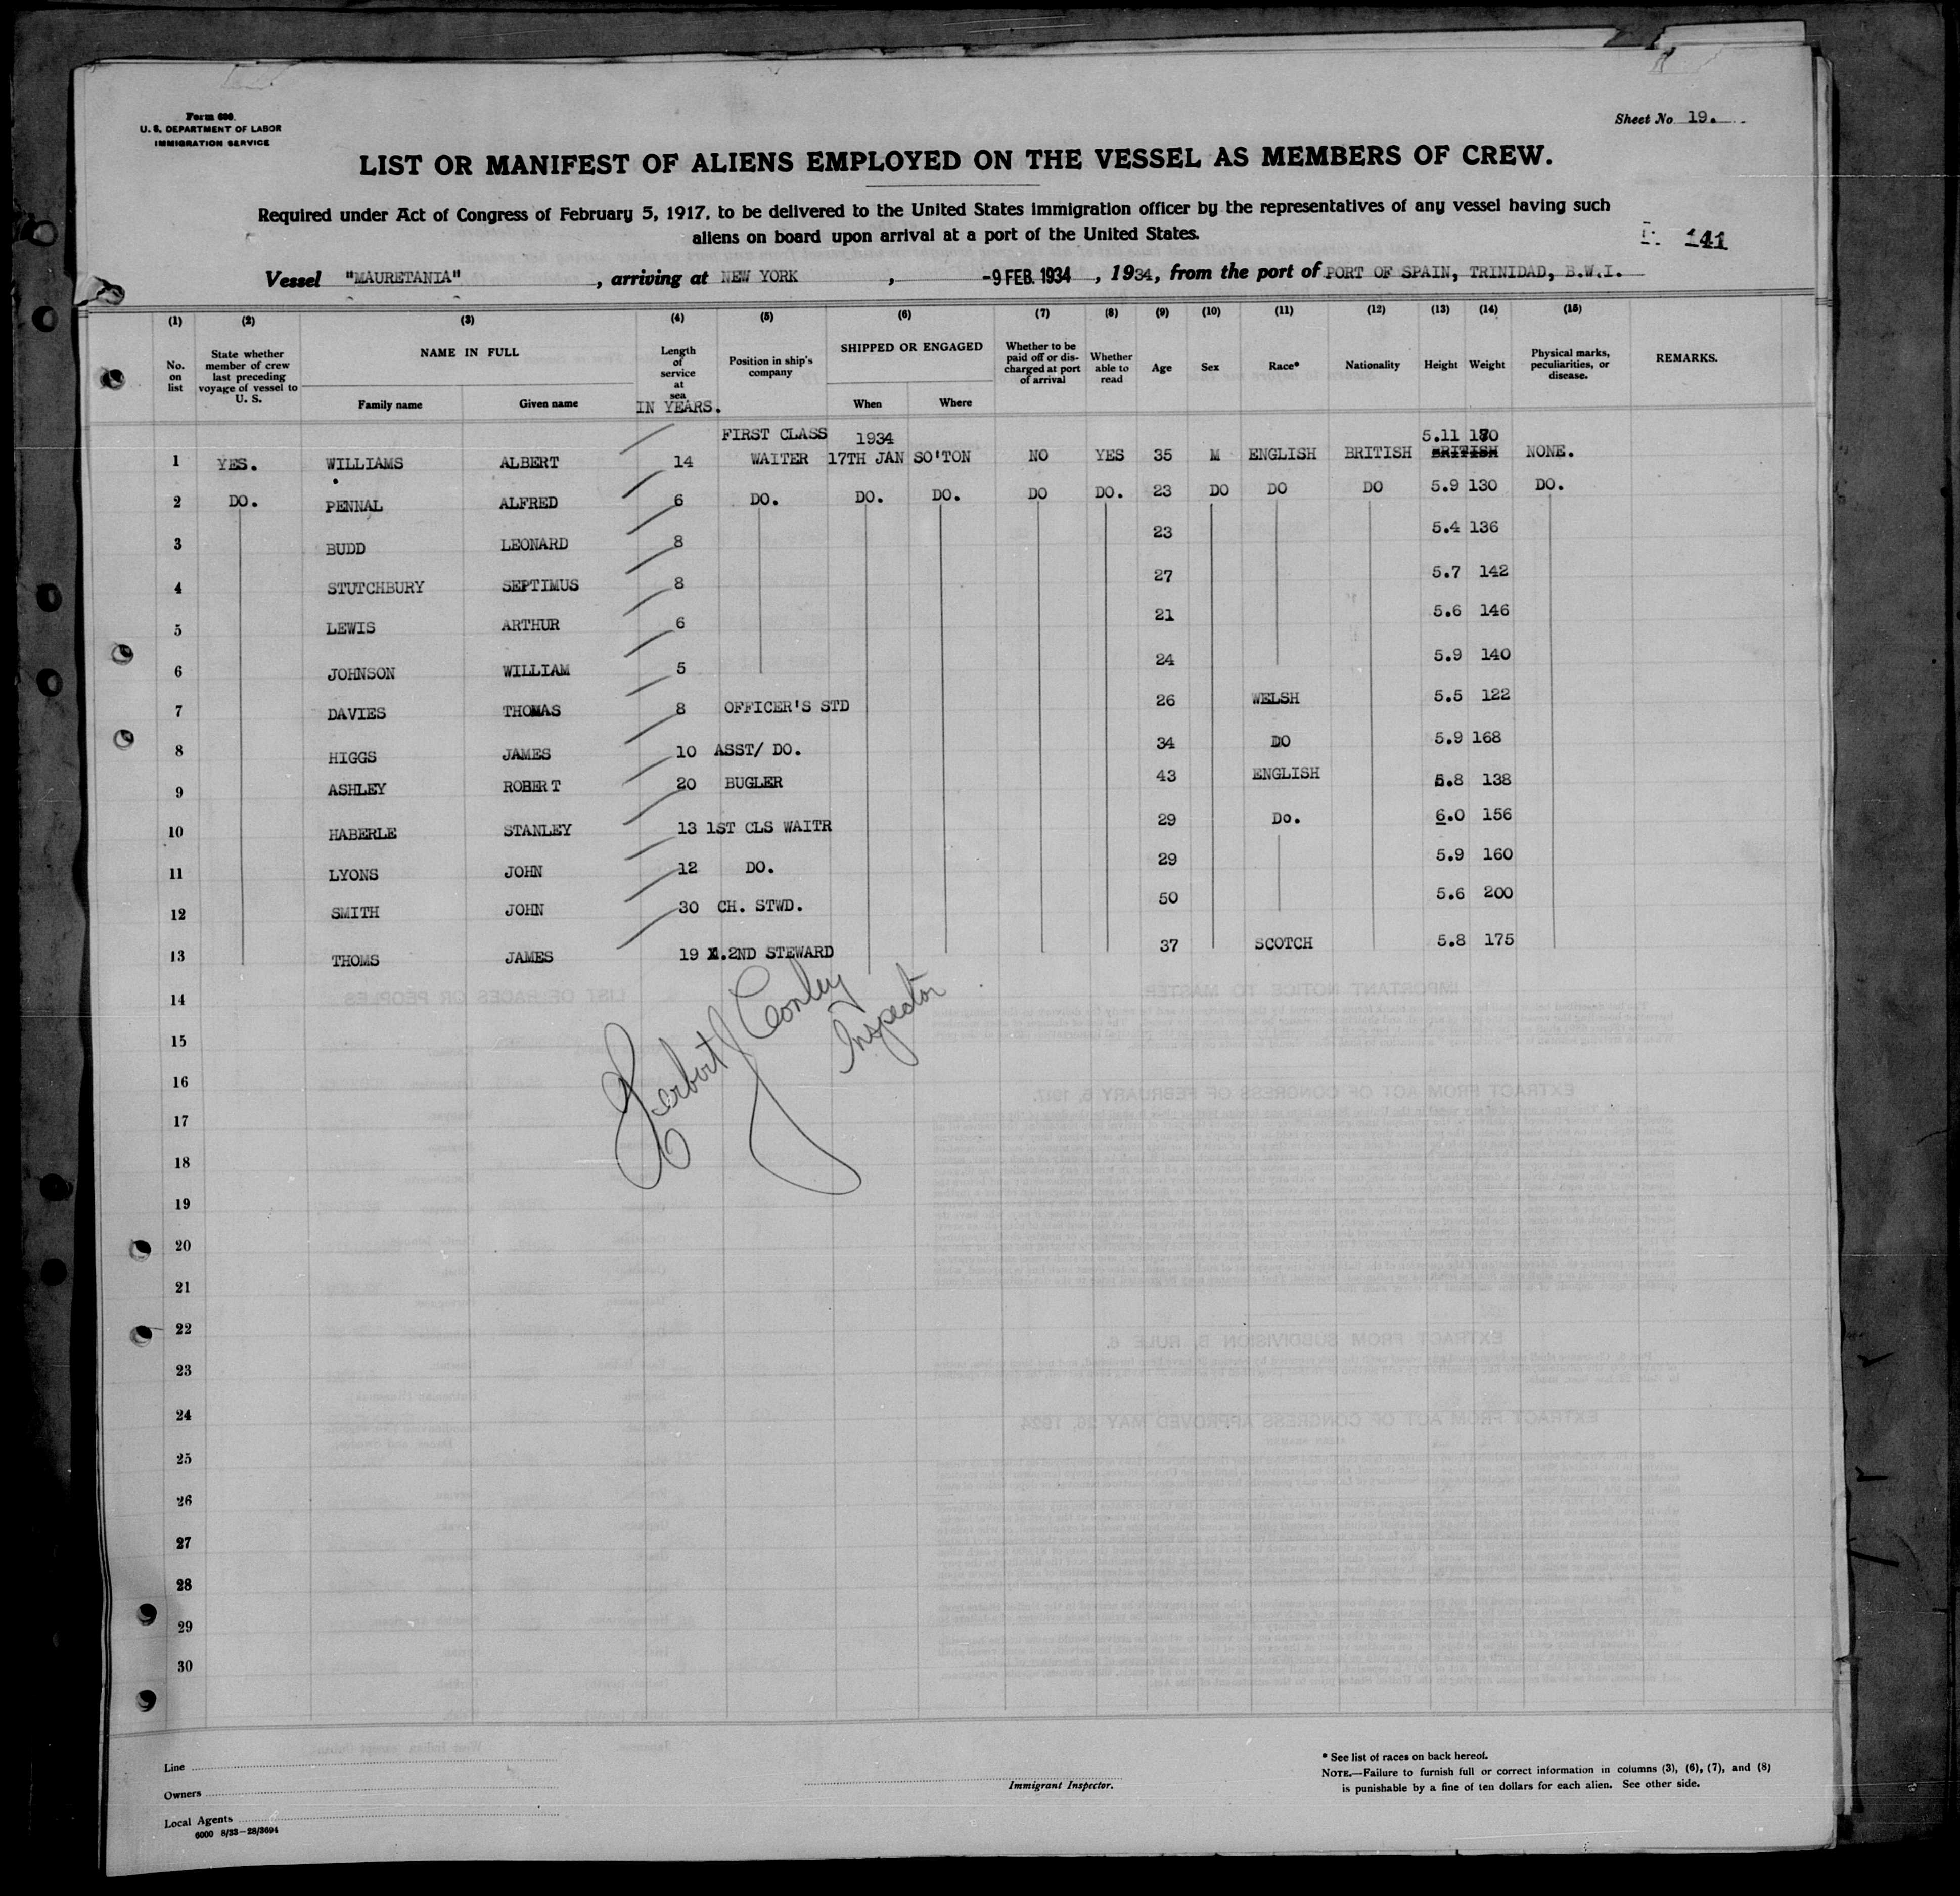 Form 680.
U. S. DEPARTMENT OF LABOR
IMMIGRATION SERVICE
Sheet No 19.
LIST OR MANIFEST OF ALIENS EMPLOYED ON THE VESSEL AS MEMBERS OF CREW.
Required under Act of Congress of February 5, 1917, to be delivered to the United States immigration officer by the representatives of any vessel having such
aliens on board upon arrival at a port of the United States.
141
Vessel "MAURETANIA" , arriving at NEW YORK , -9 FEB. 1934 , 1934, from the port of PORT OF SPAIN, TRINIDAD, B.W.I.
(1) (2) (3) (4) (5) (6) (7) (8) (9) (10) (11) (12) (13) (14) (15)
No. on list
State whether member of crew last preceding voyage of vessel to U. S.
NAME IN FULL
Family name Given name
Length of service at sea
IN YEARS.
Position in ship's company
SHIPPED OR ENGAGED
When Where
Whether to be paid off or discharged at port of arrival
Whether able to read
Age Sex Race* Nationality Height Weight
Physical marks, peculiarities, or disease.
REMARKS.
FIRST CLASS 1934 5.11 180
1 YES. WILLIAMS ALBERT 14 WAITER 17TH JAN SO'TON NO YES 35 M ENGLISH BRITISH BRITISH NONE.
2 DO. PENNAL ALFRED 6 DO. DO. DO. DO DO. 23 DO DO DO 5.9 130 DO.
3 BUDD LEONARD 8 23 5.4 136
4 STUTCHBURY SEPTIMUS 8 27 5.7 142
5 LEWIS ARTHUR 6 21 5.6 146
6 JOHNSON WILLIAM 5 24 5.9 140
7 DAVIES THOMAS 8 OFFICER'S STD 26 WELSH 5.5 122
8 HIGGS JAMES 10 ASST/ DO. 34 DO 5.9 168
9 ASHLEY ROBERT 20 BUGLER 43 ENGLISH 5.8 138
10 HABERLE STANLEY 13 1ST CLS WAITR 29 Do. 6.0 156
11 LYONS JOHN 12 DO. 29 5.9 160
12 SMITH JOHN 30 CH. STWD. 50 5.6 200
13 THOMS JAMES 19 .2ND STEWARD 37 SCOTCH 5.8 175
14
15
16
17
18
19
20
21
22
23
24
25
26
27
28
29
30
Herbert J Conley
Inspector
Line
Owners
Local Agents
6000 8/33—28/3694
Immigrant Inspector.
* See list of races on back hereof.
NOTE.—Failure to furnish full or correct information in columns (3), (6), (7), and (8)
is punishable by a fine of ten dollars for each alien. See other side.